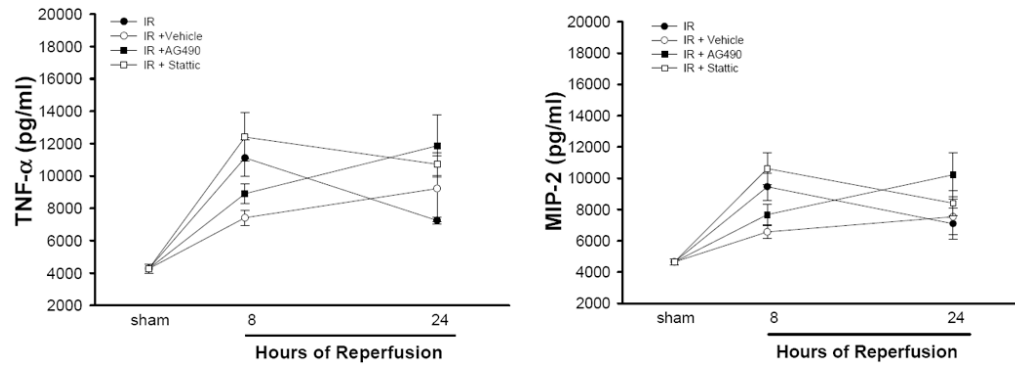 20000
18000
16000
14000
12000
10000
8000
6000
4000
2000
TNF-α (pg/ml)
IR
IR +Vehicle
IR +AG490
IR + Stattic
sham
8
24
Hours of Reperfusion
20000
18000
16000
14000
12000
10000
8000
6000
4000
2000
MIP-2 (pg/ml)
IR
IR + Vehicle
IR + AG490
IR + Stattic
sham
8
24
Hours of Reperfusion